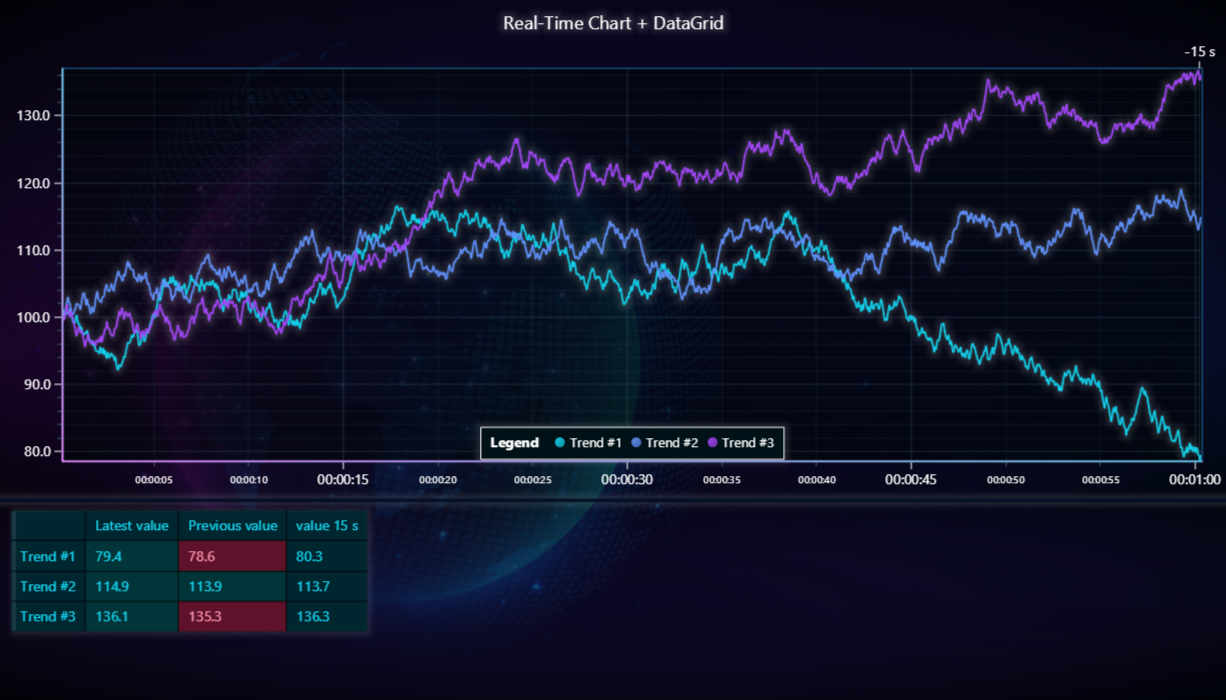 Real-Time Chart + DataGrid
-15 s
130.0
120.0
110.0
100.0
90.0
80.0
Legend Trend #1 Trend #2 Trend #3
00:00:05 00:00:10 00:00:15 00:00:20 00:00:25 00:00:30 00:00:35 00:00:40 00:00:45 00:00:50 00:00:55 00:01:00
Latest value Previous value value 15 s
Trend #1 79.4 78.6 80.3
Trend #2 114.9 113.9 113.7
Trend #3 136.1 135.3 136.3